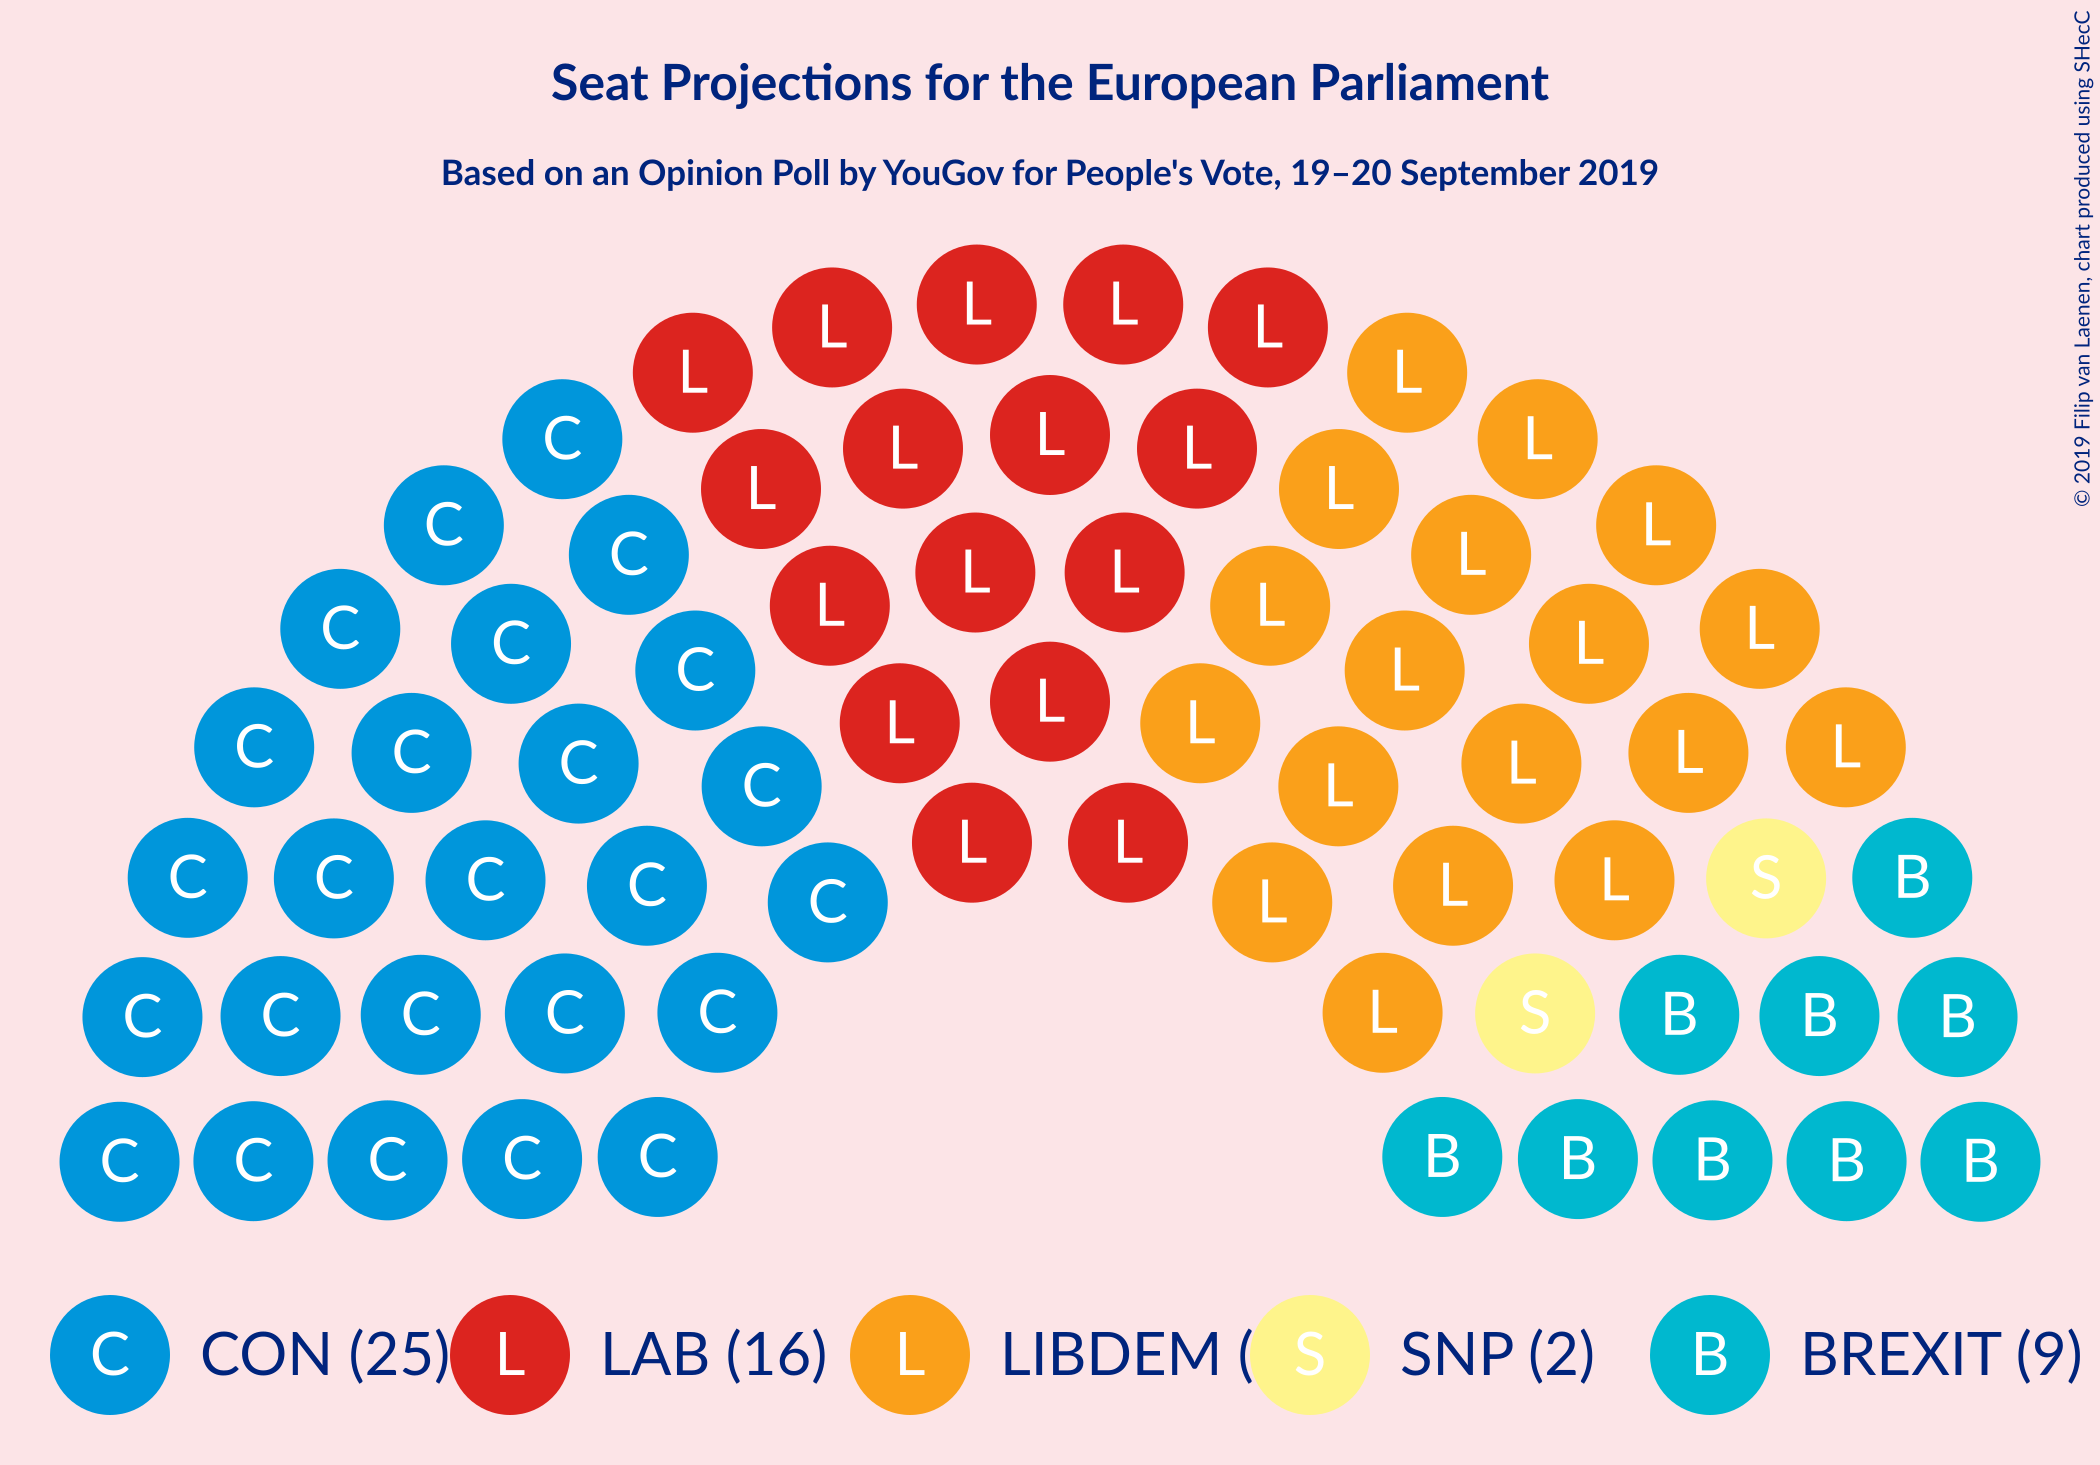 © 2019 Filip van Laenen, chart produced using SHecC
Seat Projections for the European Parliament
Based on an Opinion Poll by YouGov for People's Vote, 19–20 September 2019
L L L L L L
C L L L L L L
C C L L L L L L
C C C L L L L L L
C C C C L L L L
C C C C C L L L L L S B
C C C C C L S B B B
C C C C C B B B B B
C CON (25) L LAB (16) L LIBDEM ( S SNP (2) B BREXIT (9)